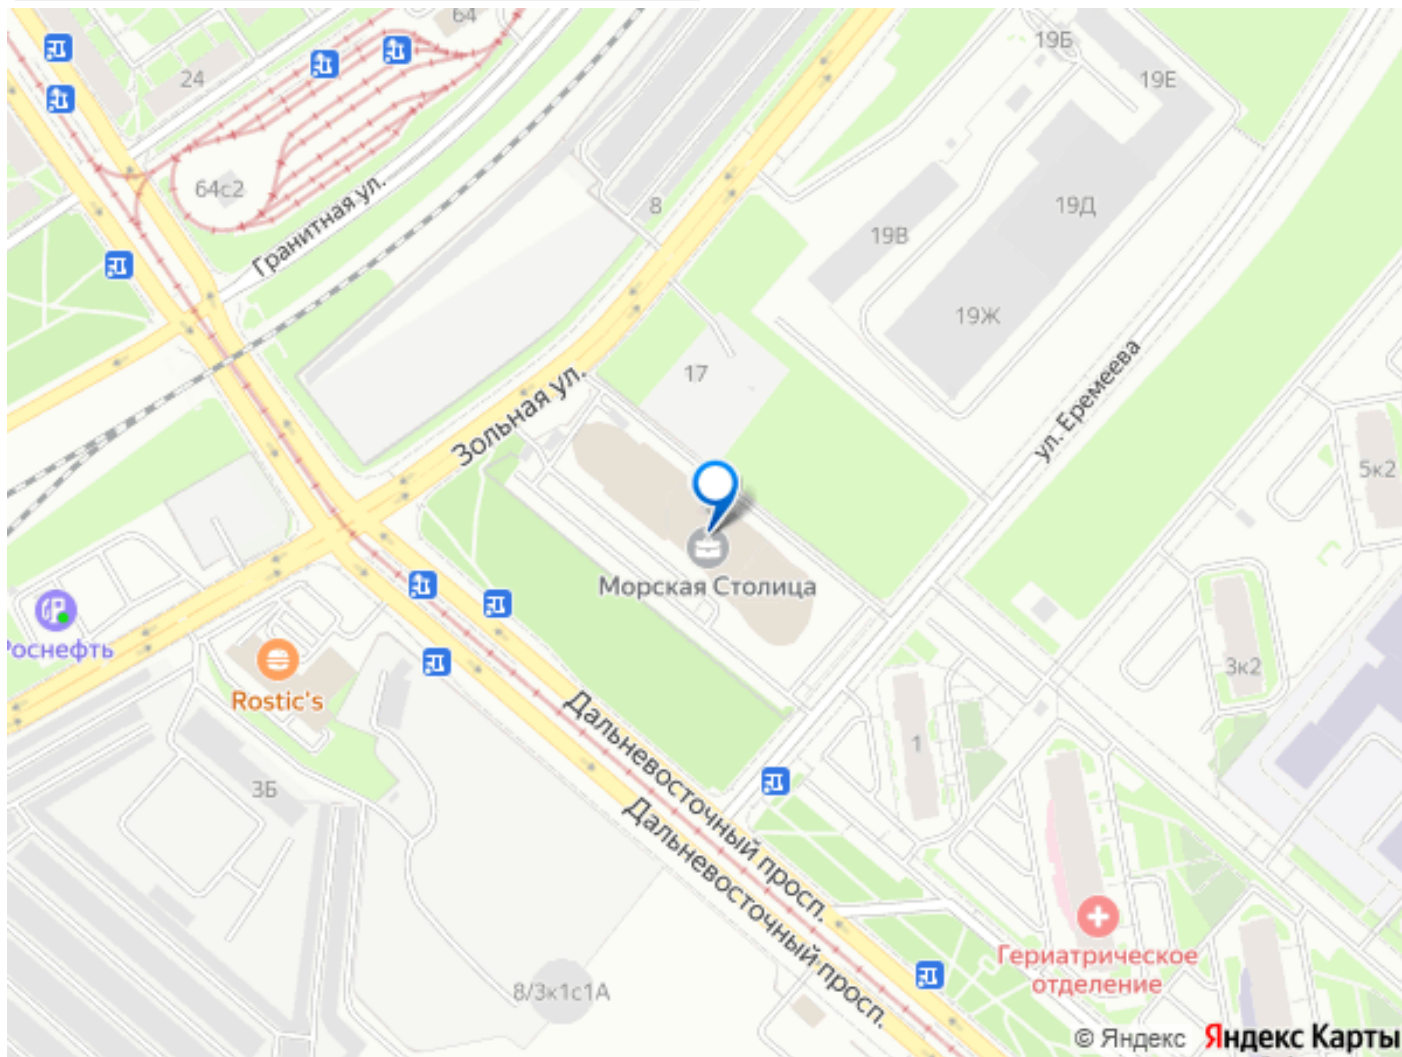 64
24
19Б
19Е
64с2
Гранитная ул.
8
19В
19Д
19Ж
17
Зольная ул.
ул. Еремеева
5к2
Морская Столица
Роснефть
Rostic's
3к2
1
3Б
Дальневосточный просп.
Дальневосточный просп.
Гериатрическое
отделение
8/3к1с1А
© Яндекс Яндекс Карты